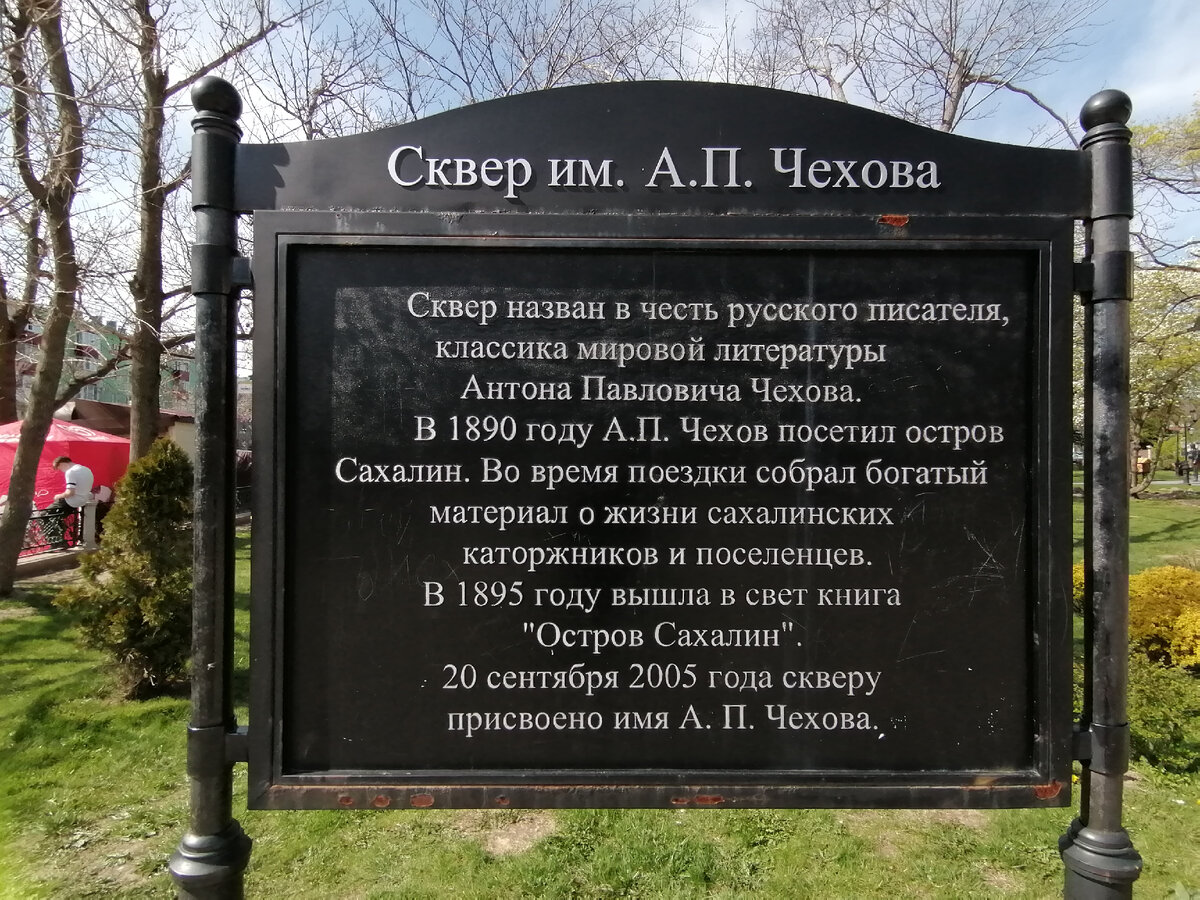 Сквер им. А.П. Чехова
Сквер назван в честь русского писателя,
классика мировой литературы
Антона Павловича Чехова.
В 1890 году А.П. Чехов посетил остров
Сахалин. Во время поездки собрал богатый
материал о жизни сахалинских
каторжников и поселенцев.
В 1895 году вышла в свет книга
"Остров Сахалин".
20 сентября 2005 года скверу
присвоено имя А. П. Чехова.